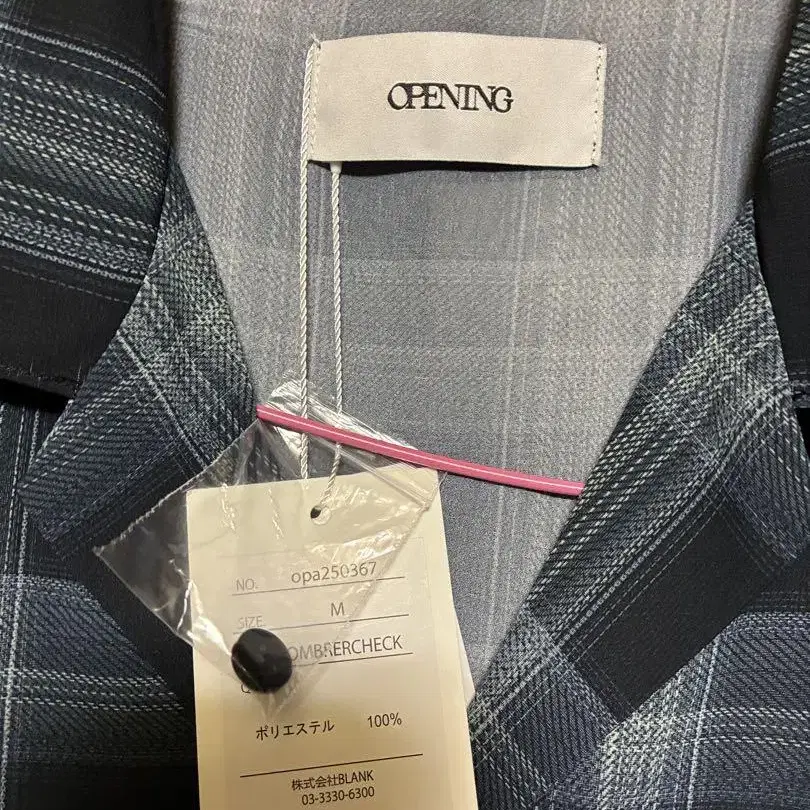 OPENING
NO. opa250367
SIZE M
OMBRERCHECK
ポリエステル 100%
株式会社BLANK
03-3330-6300